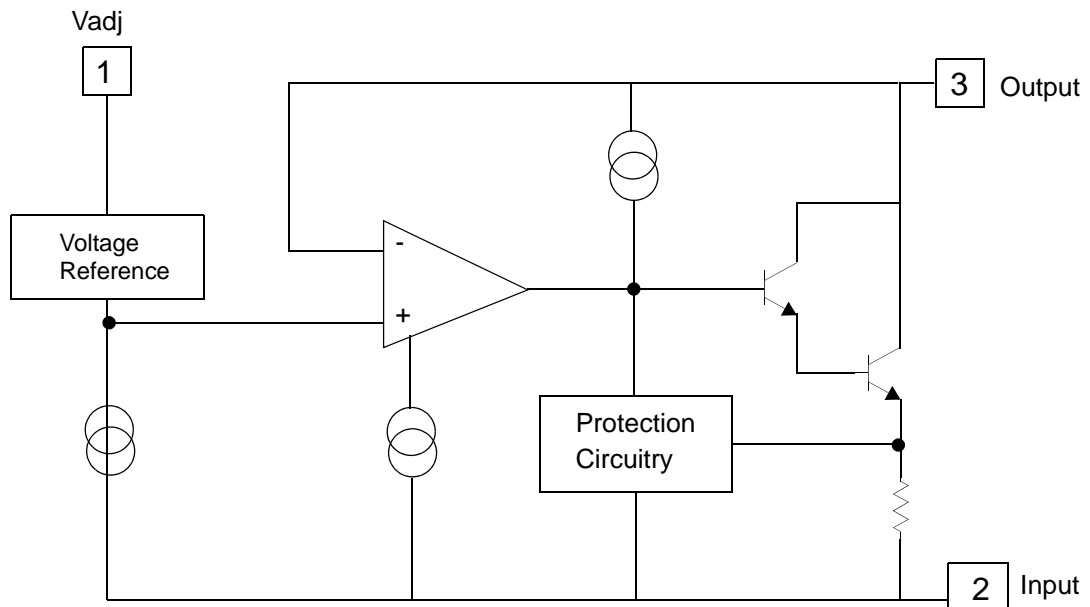 Vadj
1
3 Output
Voltage
Reference
-
+
Protection
Circuitry
2 Input